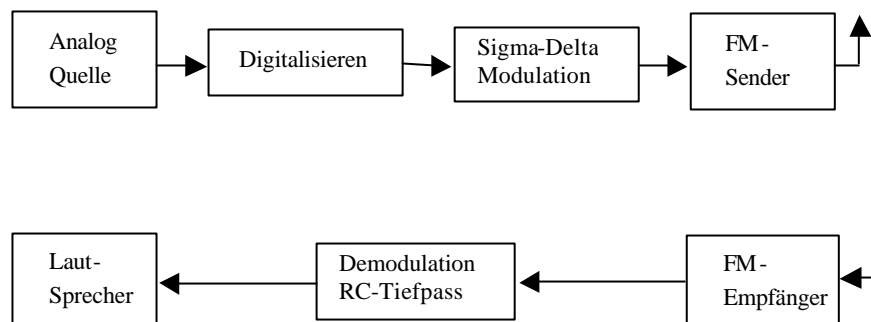 Analog
Quelle
Digitalisieren
Sigma-Delta
Modulation
FM-
Sender
Laut-
Sprecher
Demodulation
RC-Tiefpass
FM-
Empfänger